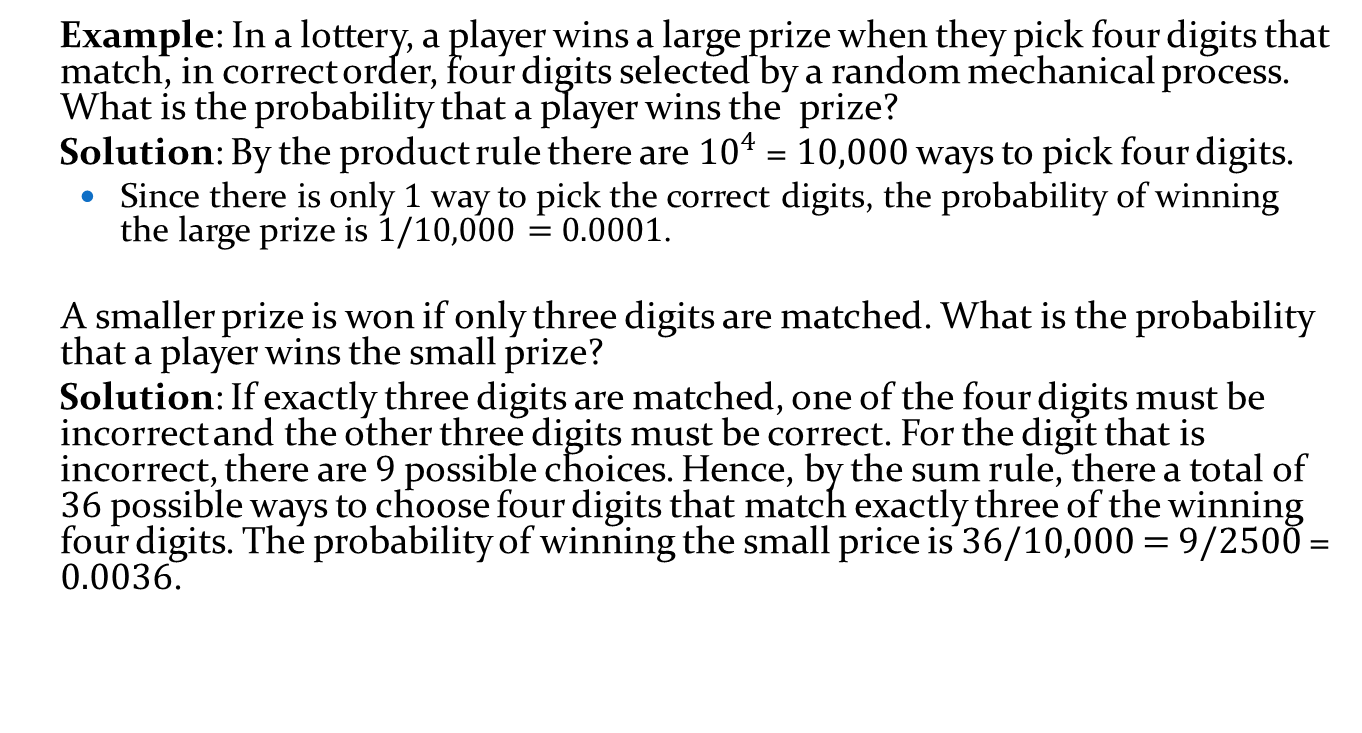 Example: In a lottery, a player wins a large prize when they pick four digits that
match, in correct order, four digits selected by a random mechanical process.
What is the probability that a player wins the prize?
Solution: By the product rule there are 10⁴ = 10,000 ways to pick four digits.
• Since there is only 1 way to pick the correct digits, the probability of winning
the large prize is 1/10,000 = 0.0001.
A smaller prize is won if only three digits are matched. What is the probability
that a player wins the small prize?
Solution: If exactly three digits are matched, one of the four digits must be
incorrect and the other three digits must be correct. For the digit that is
incorrect, there are 9 possible choices. Hence, by the sum rule, there a total of
36 possible ways to choose four digits that match exactly three of the winning
four digits. The probability of winning the small price is 36/10,000 = 9/2500 =
0.0036.